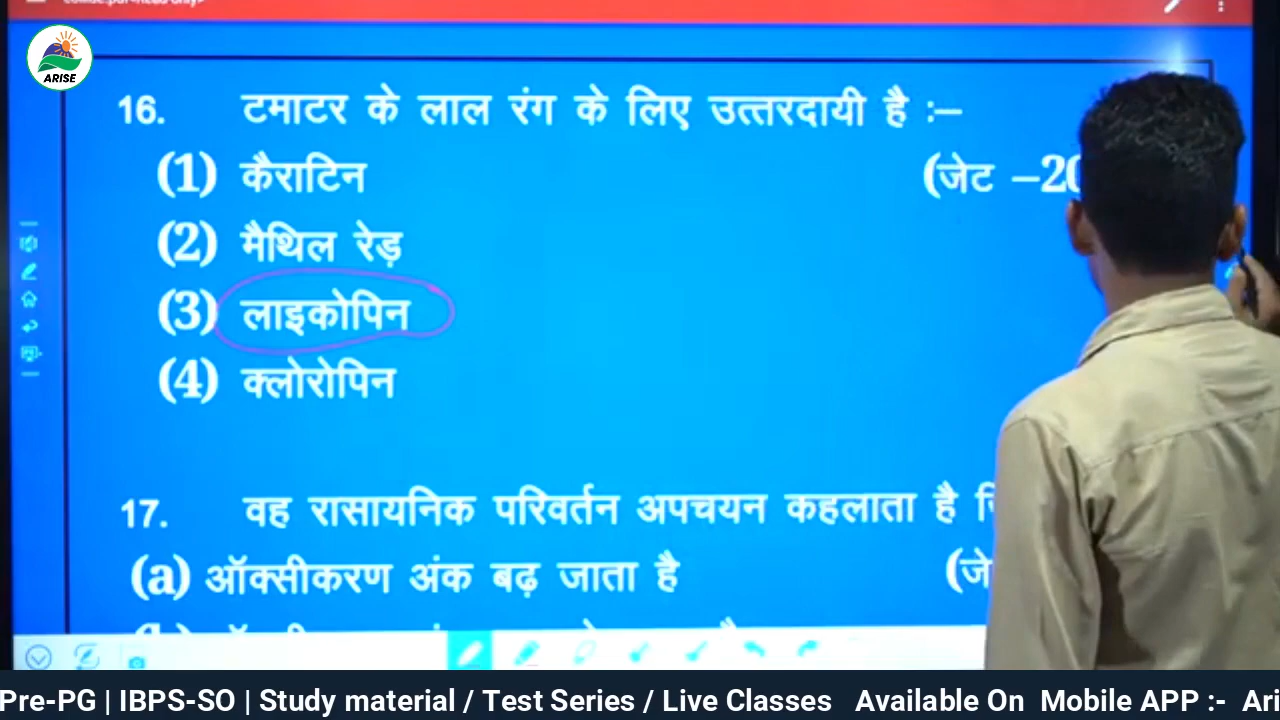 ARISE
16. टमाटर के लाल रंग के लिए उत्तरदायी है :–
(1) कैराटिन (जेट –20
(2) मैथिल रेड़
(3) लाइकोपिन
(4) क्लोरोपिन
17. वह रासायनिक परिवर्तन अपचयन कहलाता है
(a) ऑक्सीकरण अंक बढ़ जाता है (जे
Pre-PG | IBPS-SO | Study material / Test Series / Live Classes Available On Mobile APP :- Ari